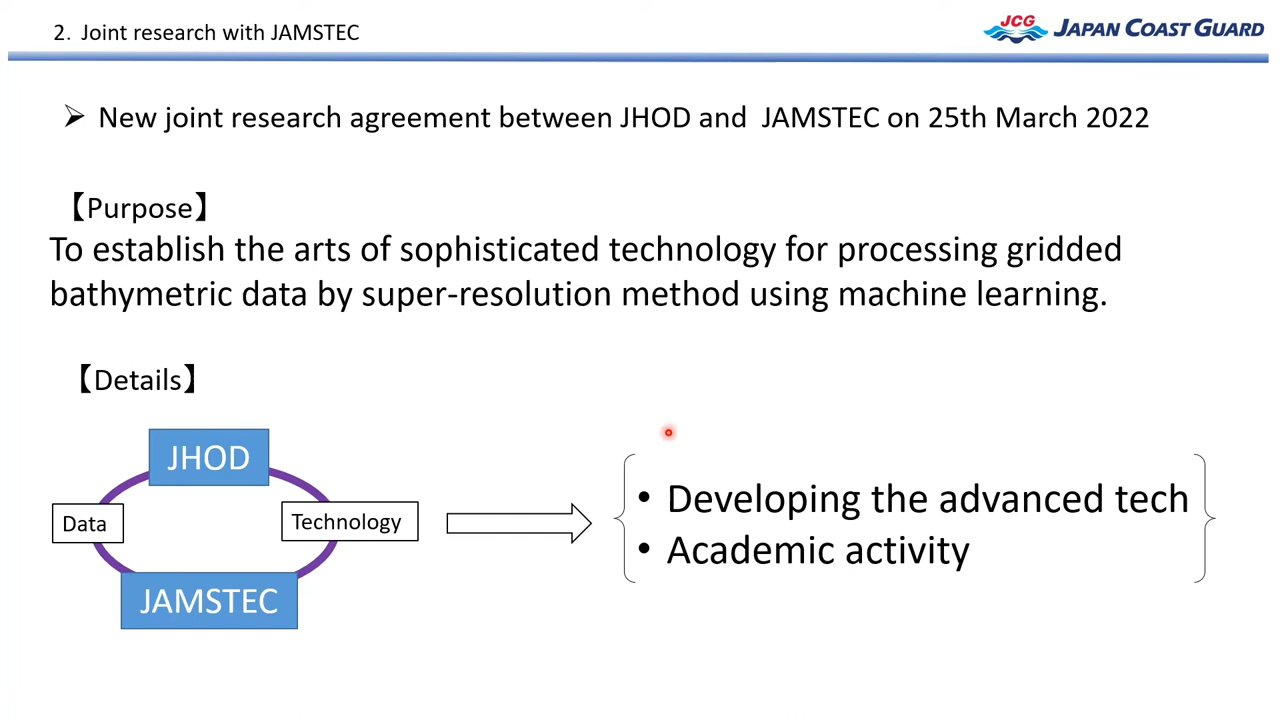 2. Joint research with JAMSTEC
JCG JAPAN COAST GUARD
➢ New joint research agreement between JHOD and JAMSTEC on 25th March 2022
【Purpose】
To establish the arts of sophisticated technology for processing gridded
bathymetric data by super-resolution method using machine learning.
【Details】
JHOD
Data
Technology
JAMSTEC
• Developing the advanced tech
• Academic activity